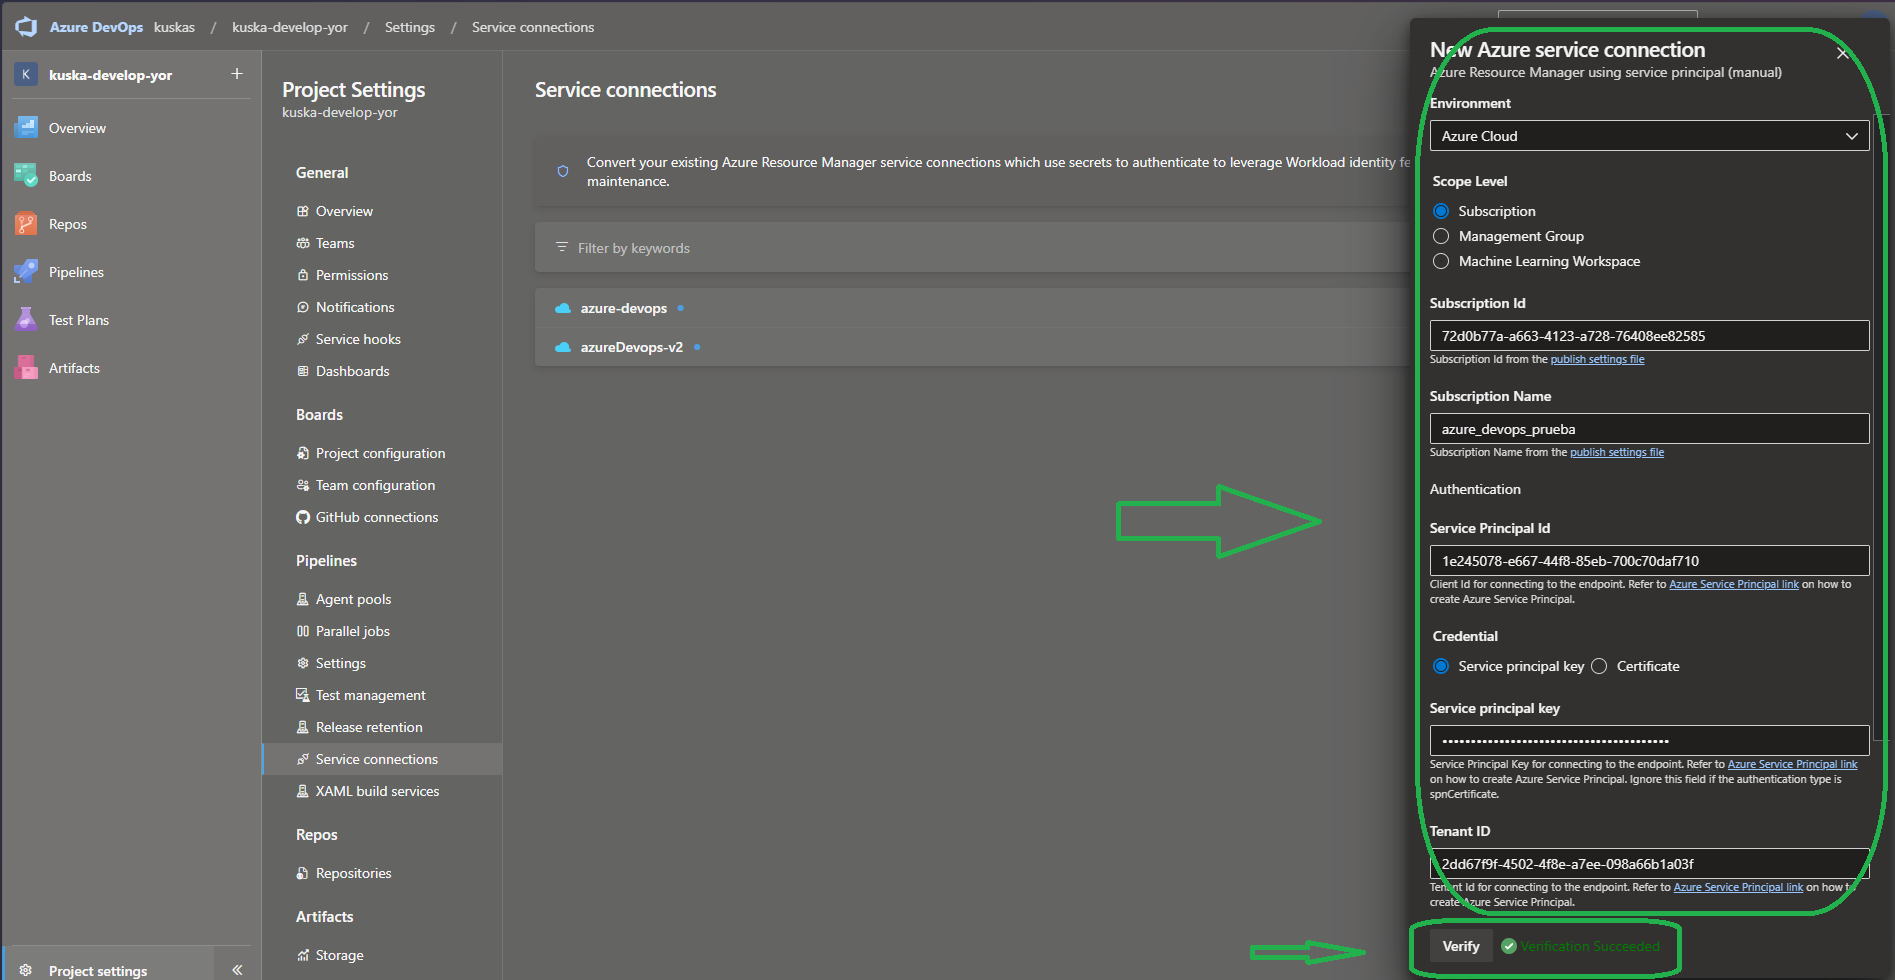 Azure DevOps kuskas / kuska-develop-yor / Settings / Service connections
K kuska-develop-yor +
Overview
Boards
Repos
Pipelines
Test Plans
Artifacts
Project settings
Project Settings
kuska-develop-yor
General
Overview
Teams
Permissions
Notifications
Service hooks
Dashboards
Boards
Project configuration
Team configuration
GitHub connections
Pipelines
Agent pools
Parallel jobs
Settings
Test management
Release retention
Service connections
XAML build services
Repos
Repositories
Artifacts
Storage
Service connections
Convert your existing Azure Resource Manager service connections which use secrets to authenticate to leverage Workload identity fe
maintenance.
Filter by keywords
azure-devops
azureDevops-v2
New Azure service connection
Azure Resource Manager using service principal (manual)
Environment
Azure Cloud
Scope Level
Subscription
Management Group
Machine Learning Workspace
Subscription Id
72d0b77a-a663-4123-a728-76408ee82585
Subscription Id from the publish settings file
Subscription Name
azure_devops_prueba
Subscription Name from the publish settings file
Authentication
Service Principal Id
1e245078-e667-44f8-85eb-700c70daf710
Client Id for connecting to the endpoint. Refer to Azure Service Principal link on how to
create Azure Service Principal.
Credential
Service principal key Certificate
Service principal key
Service Principal Key for connecting to the endpoint. Refer to Azure Service Principal link
on how to create Azure Service Principal. Ignore this field if the authentication type is
spnCertificate.
Tenant ID
2dd67f9f-4502-4f8e-a7ee-098a66b1a03f
Tenant Id for connecting to the endpoint. Refer to Azure Service Principal link on how to
create Azure Service Principal.
Verify Verification Succeeded